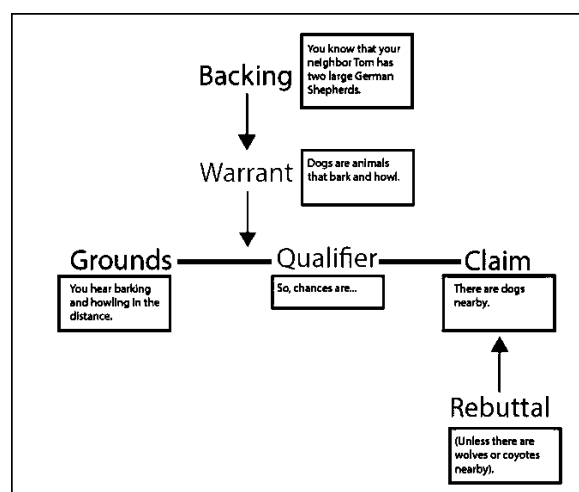 Backing
You know that your
neighbor Tom has
two large German
Shepherds.
Warrant
Dogs are animals
that bark and howl.
Grounds
You hear barking
and howling in the
distance.
Qualifier
So, chances are...
Claim
There are dogs
nearby.
Rebuttal
(Unless there are
wolves or coyotes
nearby).